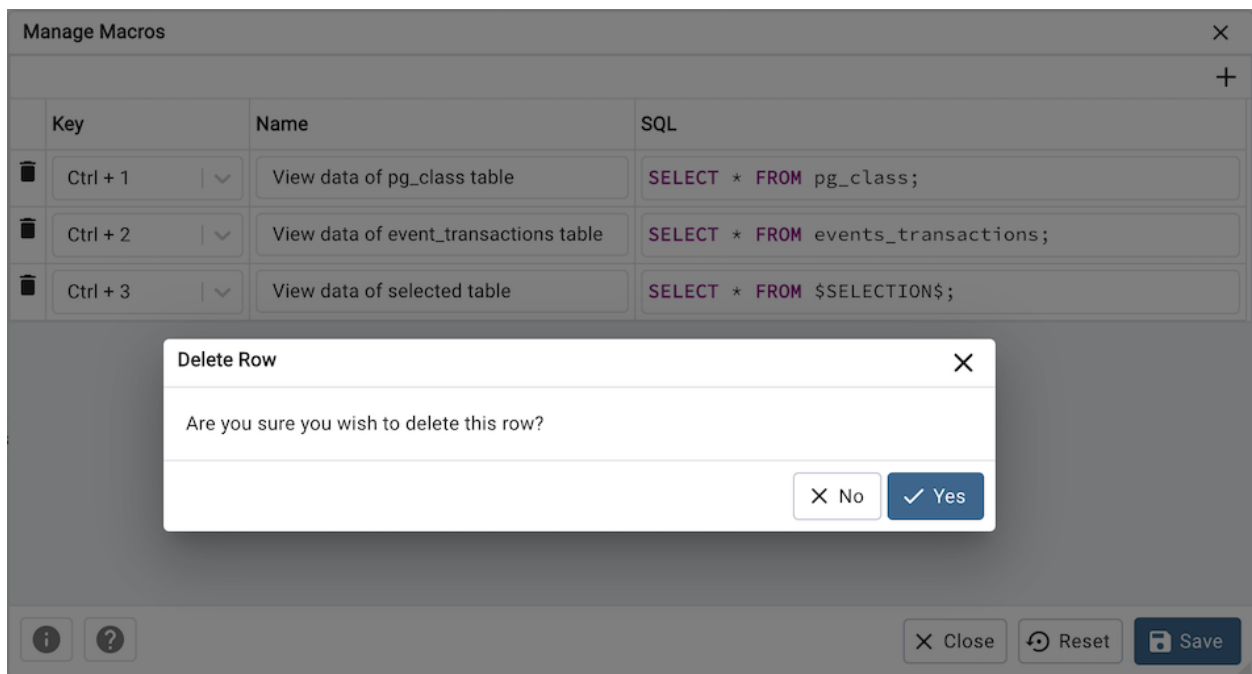 Manage Macros
Key Name SQL
Ctrl + 1 View data of pg_class table SELECT * FROM pg_class;
Ctrl + 2 View data of event_transactions table SELECT * FROM events_transactions;
Ctrl + 3 View data of selected table SELECT * FROM $SELECTION$;
Delete Row
Are you sure you wish to delete this row?
No Yes
Close Reset Save